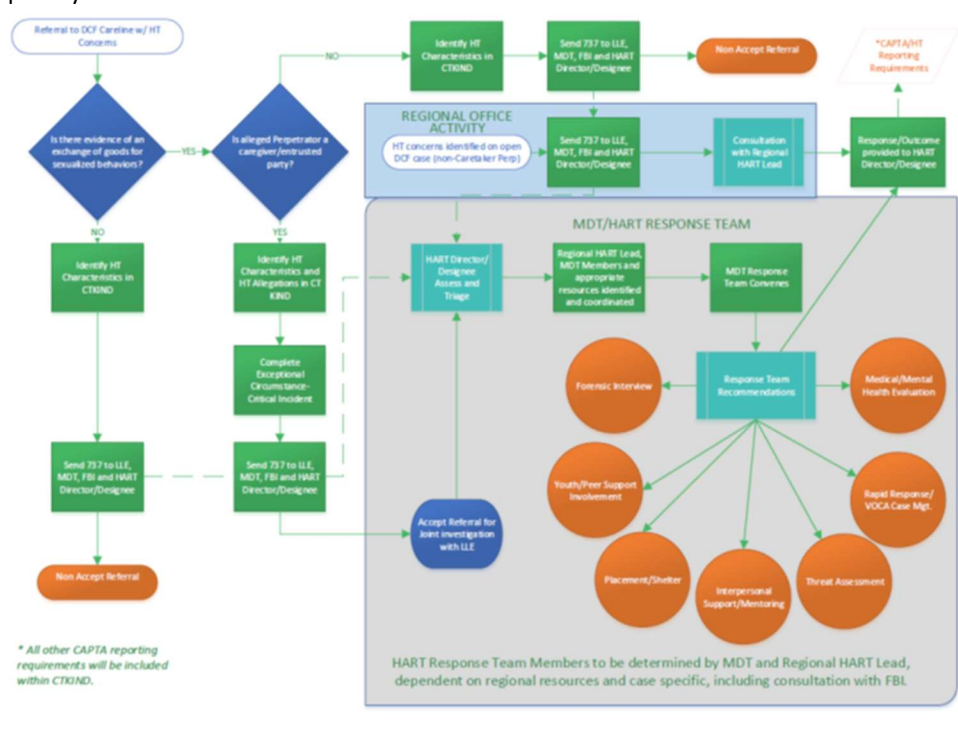 Referral to DCF Careline w/ HT
Concerns
Is there evidence of an
exchange of goods for
sexualized behaviors?
YES
Is alleged Perpetrator a
caregiver/entrusted
party?
NO
Identify HT
Characteristics in
CTKIND
Send 737 to LLE,
MDT, FBI and HART
Director/Designee
Non Accept Referral
*CAPTA/HT
Reporting
Requirements
REGIONAL OFFICE
ACTIVITY
HT concerns identified on open
DCF case (non-Caretaker Perp)
Send 737 to LLE,
MDT, FBI and HART
Director/Designee
Consultation
with Regional
HART Lead
Response/Outcome
provided to HART
Director/Designee
NO
Identify HT
Characteristics in
CTKIND
Send 737 to LLE,
MDT, FBI and HART
Director/Designee
Non Accept Referral
YES
Identify HT
Characteristics and
HT Allegations in CT
KIND
Complete
Exceptional
Circumstance-
Critical Incident
Send 737 to LLE,
MDT, FBI and HART
Director/Designee
MDT/HART RESPONSE TEAM
HART Director/
Designee
Assess and
Triage
Regional HART Lead,
MDT Members and
appropriate
resources identified
and coordinated
MDT Response
Team Convenes
Accept Referral for
Joint investigation
with LLE
Response Team
Recommendations
Forensic Interview
Medical/Mental
Health Evaluation
Youth/Peer Support
Involvement
Rapid Response/
VOCA Case Mgt.
Placement/Shelter
Interpersonal
Support/Mentoring
Threat Assessment
HART Response Team Members to be determined by MDT and Regional HART Lead,
dependent on regional resources and case specific, including consultation with FBI.
* All other CAPTA reporting
requirements will be included
within CTKIND.